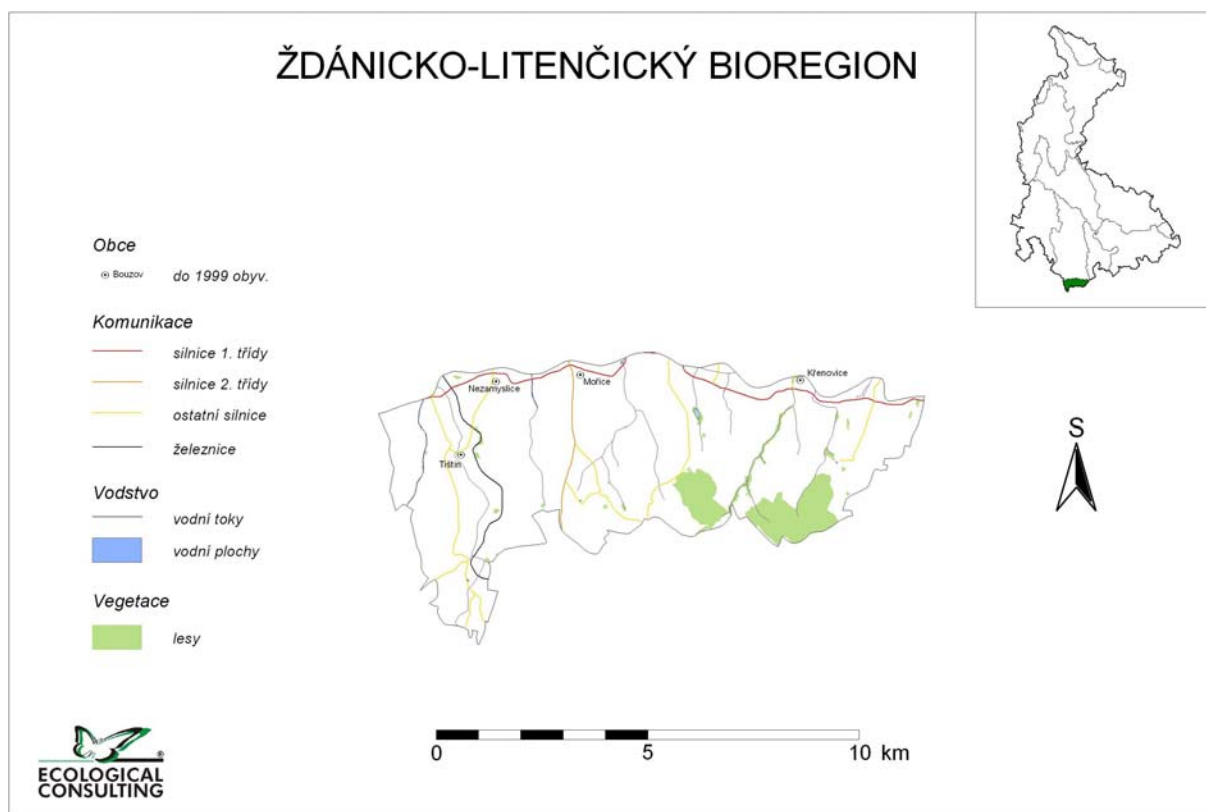 ŽDÁNICKO-LITENČICKÝ BIOREGION
Obce
Bouzov do 1999 obyv.
Komunikace
silnice 1. třídy
silnice 2. třídy
ostatní silnice
železnice
Vodstvo
vodní toky
vodní plochy
Vegetace
lesy
Křenovice
Mořice
Nezamyslice
Tištín
S
0 5 10 km
®
ECOLOGICAL
CONSULTING